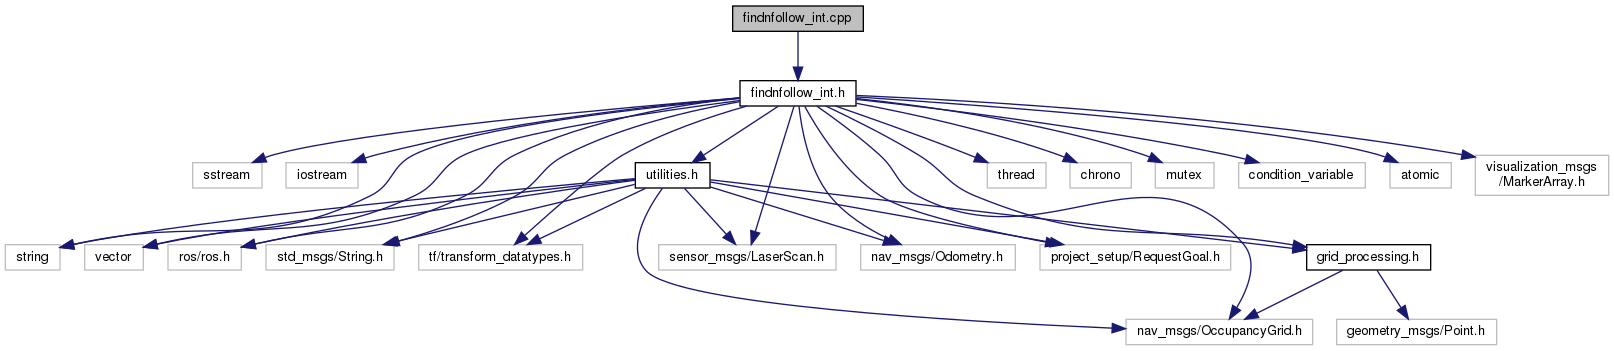 findnfollow_int.cpp
findnfollow_int.h
sstream
iostream
utilities.h
thread
chrono
mutex
condition_variable
atomic
visualization_msgs
/MarkerArray.h
string
vector
ros/ros.h
std_msgs/String.h
tf/transform_datatypes.h
sensor_msgs/LaserScan.h
nav_msgs/Odometry.h
project_setup/RequestGoal.h
grid_processing.h
nav_msgs/OccupancyGrid.h
geometry_msgs/Point.h